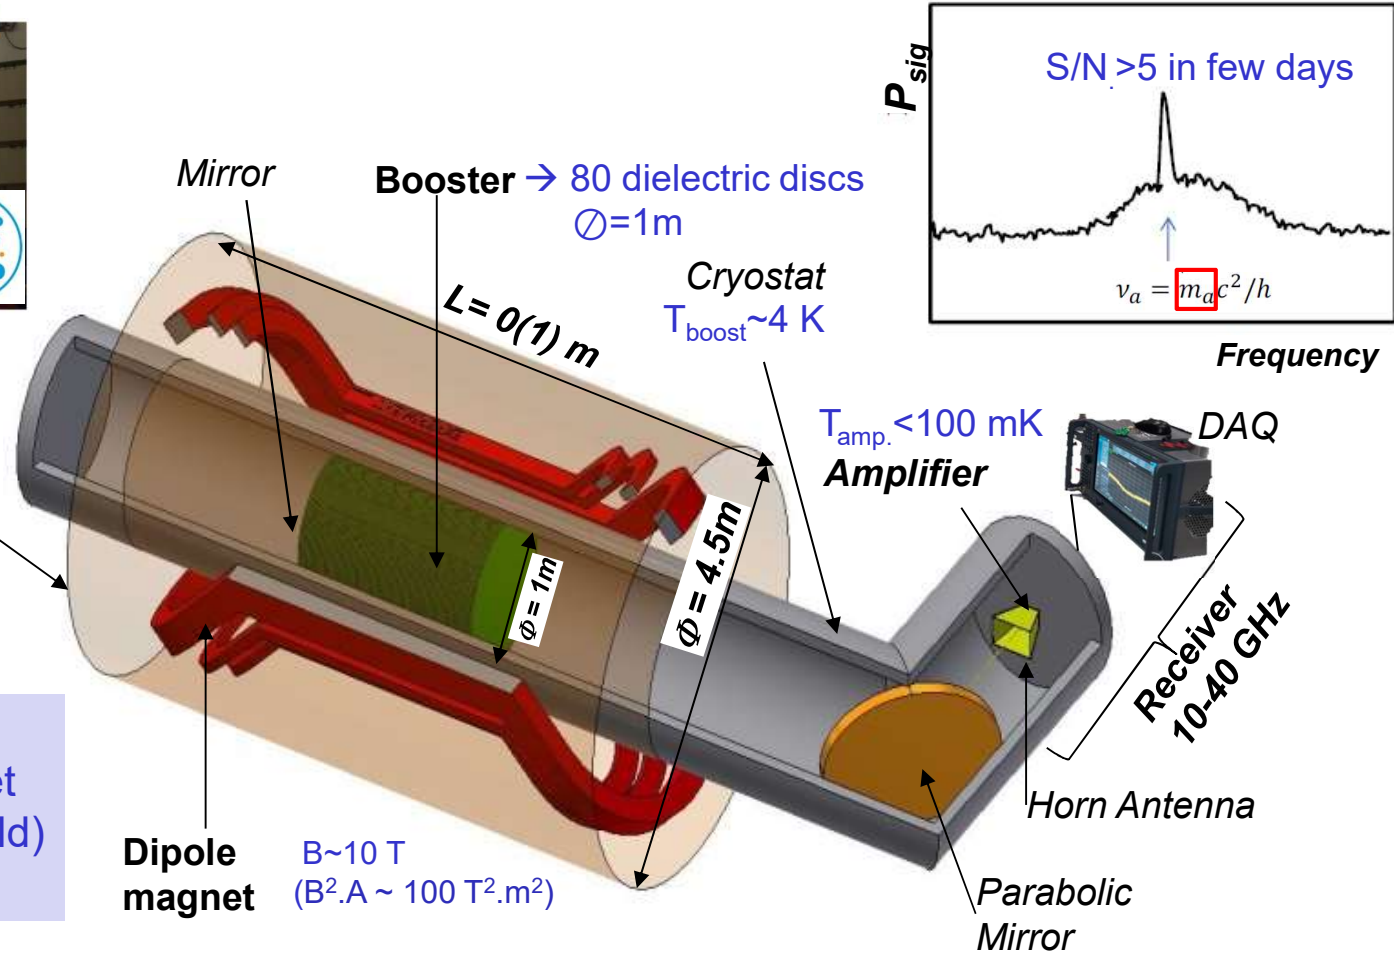 P_sig
S/N >5 in few days
ν_a = m_a c²/h
Frequency
Mirror
Booster → 80 dielectric discs
∅=1m
Cryostat
T_boost~4 K
L= 0(1) m
T_amp.<100 mK
Amplifier
DAQ
Φ = 1m
Φ = 4.5m
Receiver
10-40 GHz
Horn Antenna
Parabolic
Mirror
Dipole
magnet
B~10 T
(B².A ~ 100 T².m²)
et
ld)